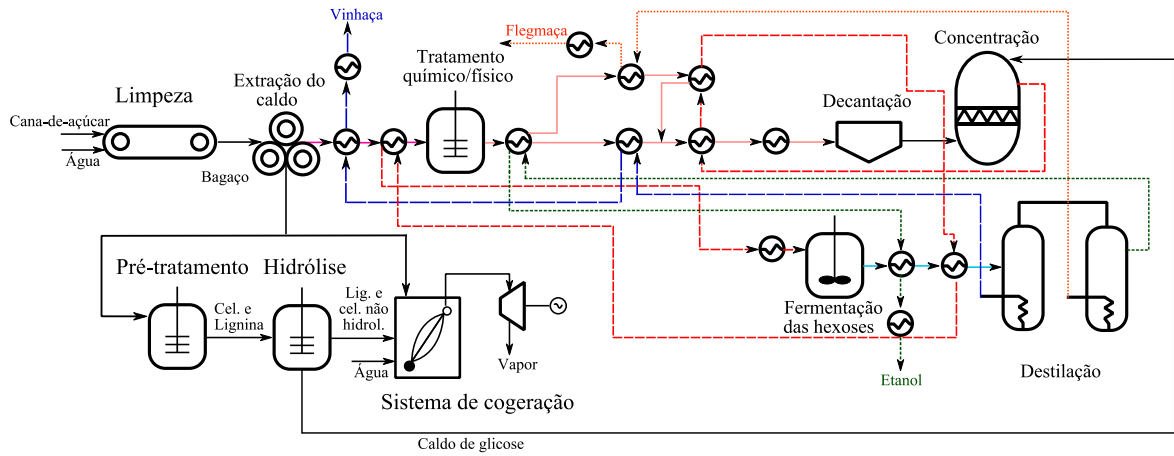 Vinhaça
Flegmaça
Concentração
Tratamento
químico/físico
Extração do
caldo
Limpeza
Decantação
Cana-de-açúcar
Água
Bagaço
Pré-tratamento
Hidrólise
Lig. e
cel. não
hidrol.
Cel. e
Lignina
Fermentação
das hexoses
Água
Vapor
Etanol
Destilação
Sistema de cogeração
Caldo de glicose